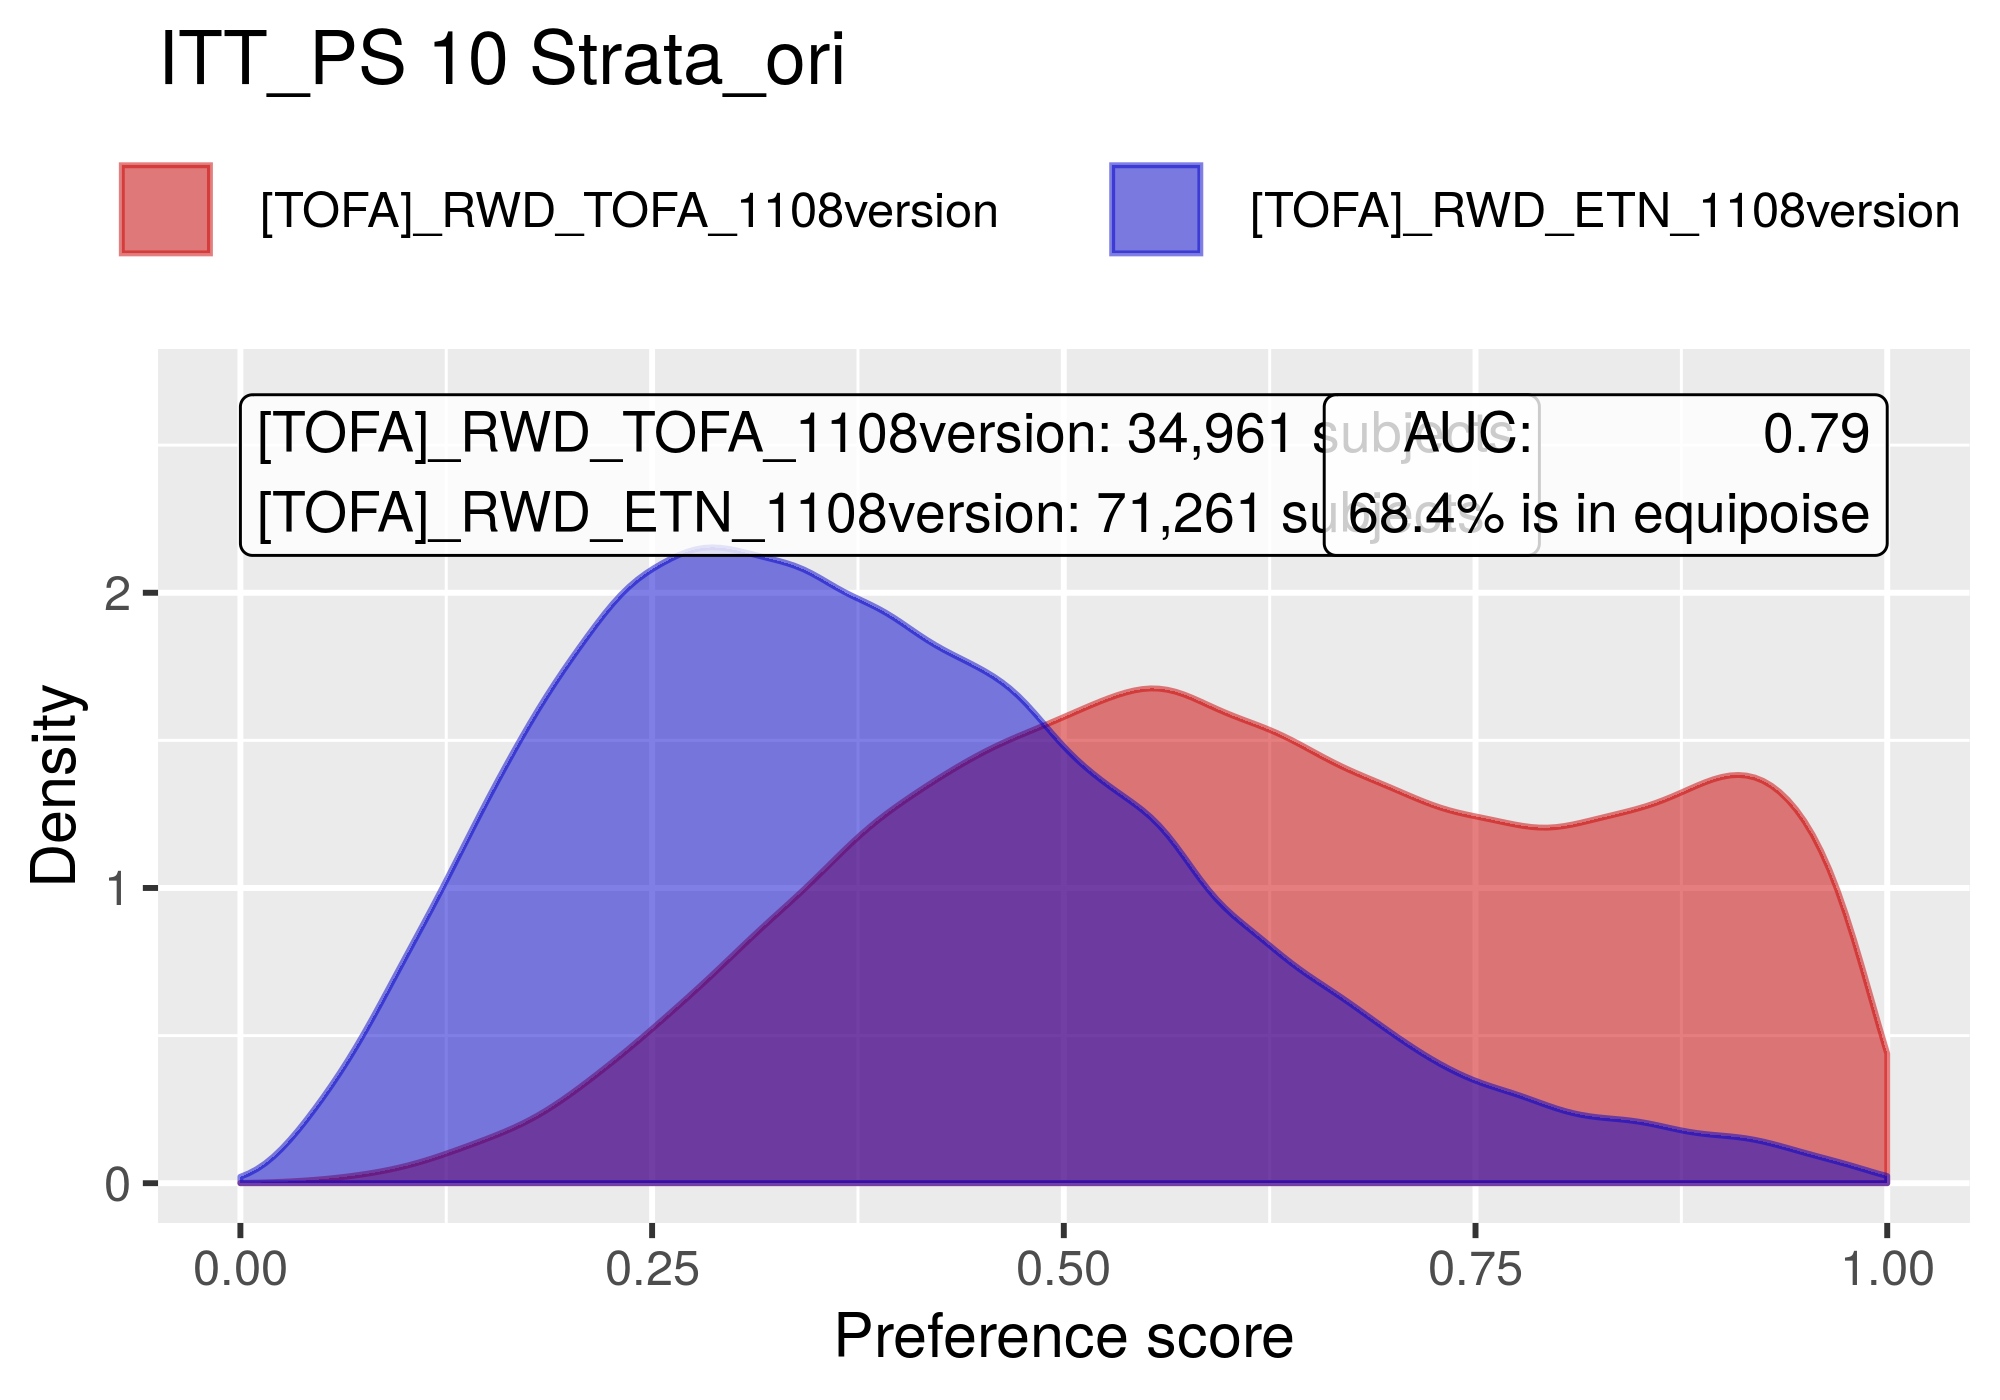 ITT_PS 10 Strata_ori
[TOFA]_RWD_TOFA_1108version
[TOFA]_RWD_ETN_1108version
[TOFA]_RWD_TOFA_1108version: 34,961 subjects
AUC: 0.79
[TOFA]_RWD_ETN_1108version: 71,261 subjects
68.4% is in equipoise
2
1
0
Density
0.00 0.25 0.50 0.75 1.00
Preference score